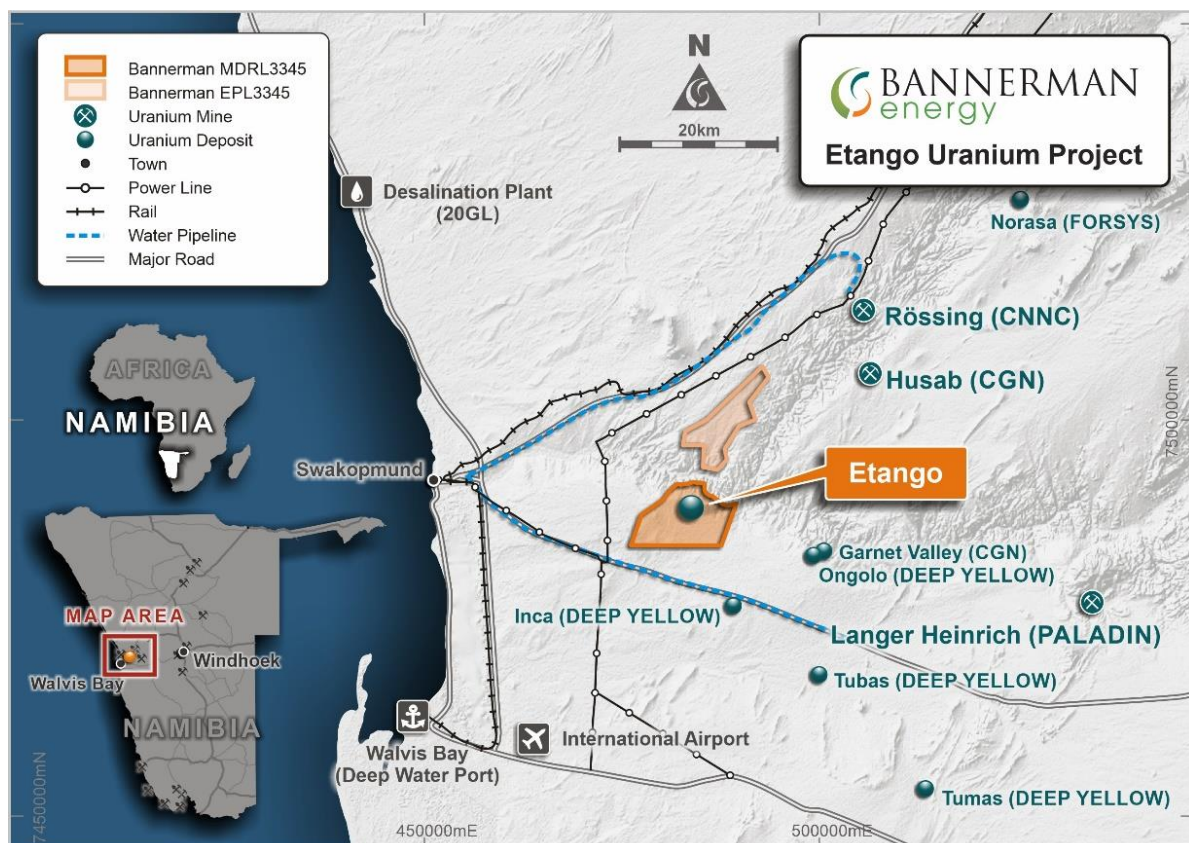 Bannerman MDRL3345
Bannerman EPL3345
Uranium Mine
Uranium Deposit
Town
Power Line
Rail
Water Pipeline
Major Road
N
20km
BANNERMAN
energy
Etango Uranium Project
Desalination Plant
(20GL)
Norasa (FORSYS)
Rössing (CNNC)
Husab (CGN)
7500000mN
AFRICA
NAMIBIA
Swakopmund
Etango
Garnet Valley (CGN)
Ongolo (DEEP YELLOW)
Inca (DEEP YELLOW)
Langer Heinrich (PALADIN)
Tubas (DEEP YELLOW)
MAP AREA
Windhoek
Walvis Bay
NAMIBIA
Walvis Bay
(Deep Water Port)
International Airport
Tumas (DEEP YELLOW)
7450000mN
450000mE
500000mE